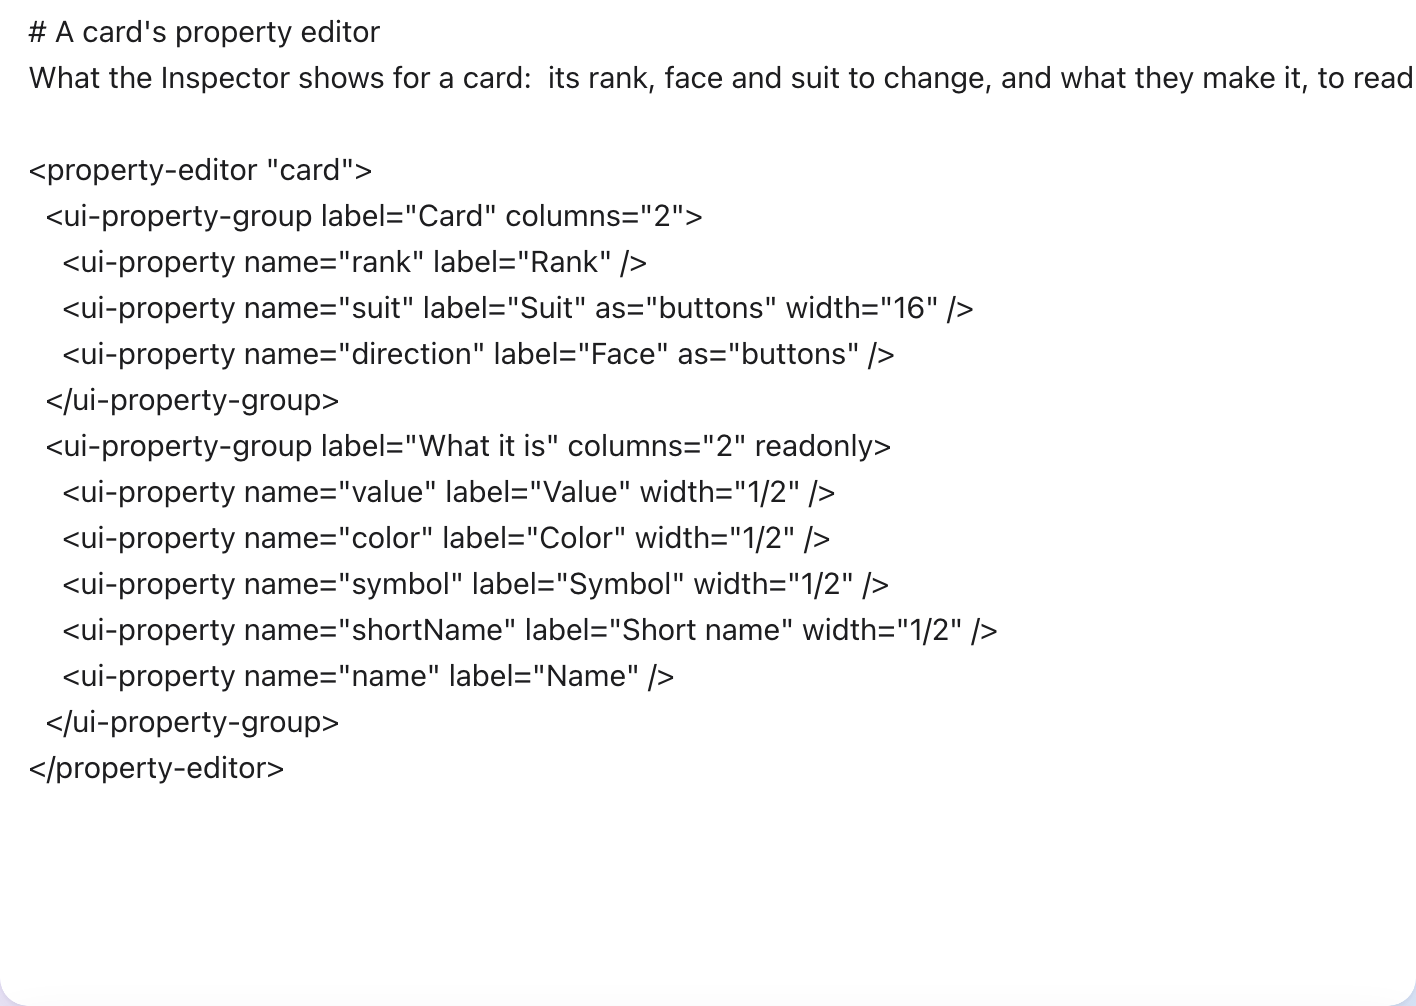 # A card's property editor
What the Inspector shows for a card:  its rank, face and suit to change, and what they make it, to read
<property-editor "card">
  <ui-property-group label="Card" columns="2">
    <ui-property name="rank" label="Rank" />
    <ui-property name="suit" label="Suit" as="buttons" width="16" />
    <ui-property name="direction" label="Face" as="buttons" />
  </ui-property-group>
  <ui-property-group label="What it is" columns="2" readonly>
    <ui-property name="value" label="Value" width="1/2" />
    <ui-property name="color" label="Color" width="1/2" />
    <ui-property name="symbol" label="Symbol" width="1/2" />
    <ui-property name="shortName" label="Short name" width="1/2" />
    <ui-property name="name" label="Name" />
  </ui-property-group>
</property-editor>